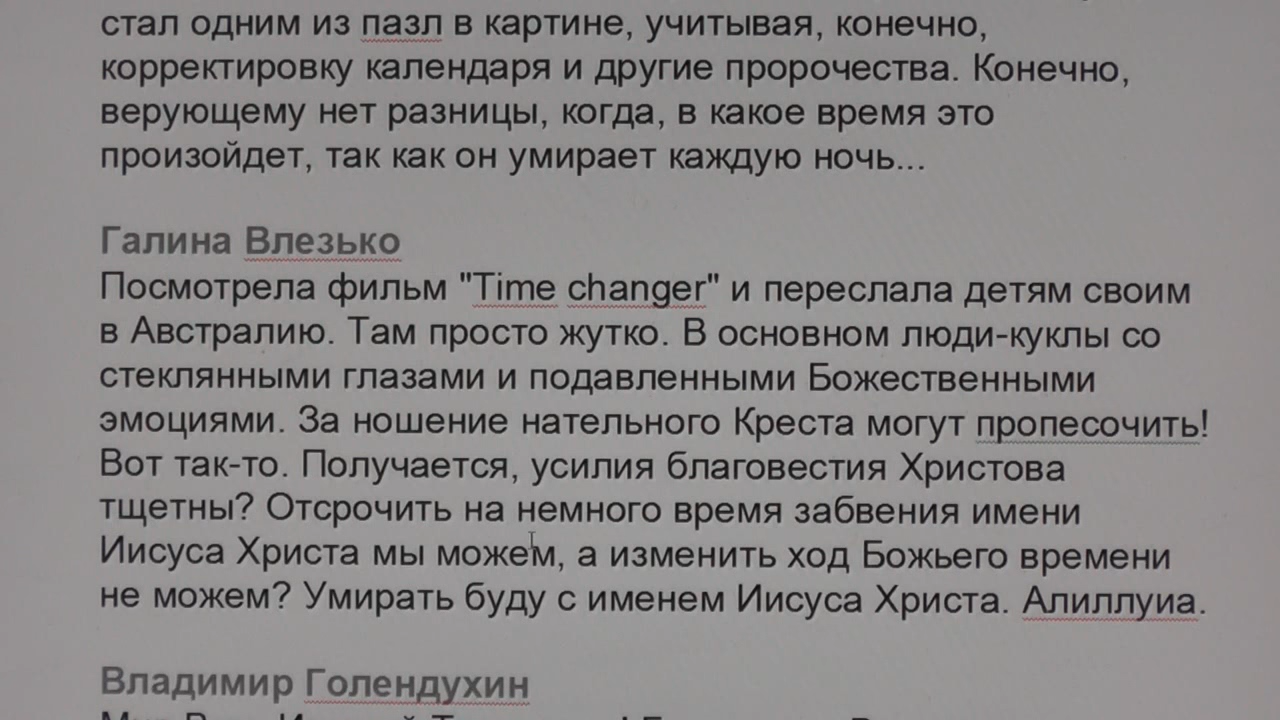 стал одним из пазл в картине, учитывая, конечно,
корректировку календаря и другие пророчества. Конечно,
верующему нет разницы, когда, в какое время это
произойдет, так как он умирает каждую ночь...
Галина Влезько
Посмотрела фильм "Time changer" и переслала детям своим
в Австралию. Там просто жутко. В основном люди-куклы со
стеклянными глазами и подавленными Божественными
эмоциями. За ношение нательного Креста могут пропесочить!
Вот так-то. Получается, усилия благовестия Христова
тщетны? Отсрочить на немного время забвения имени
Иисуса Христа мы можем, а изменить ход Божьего времени
не можем? Умирать буду с именем Иисуса Христа. Алиллуиа.
Владимир Голендухин